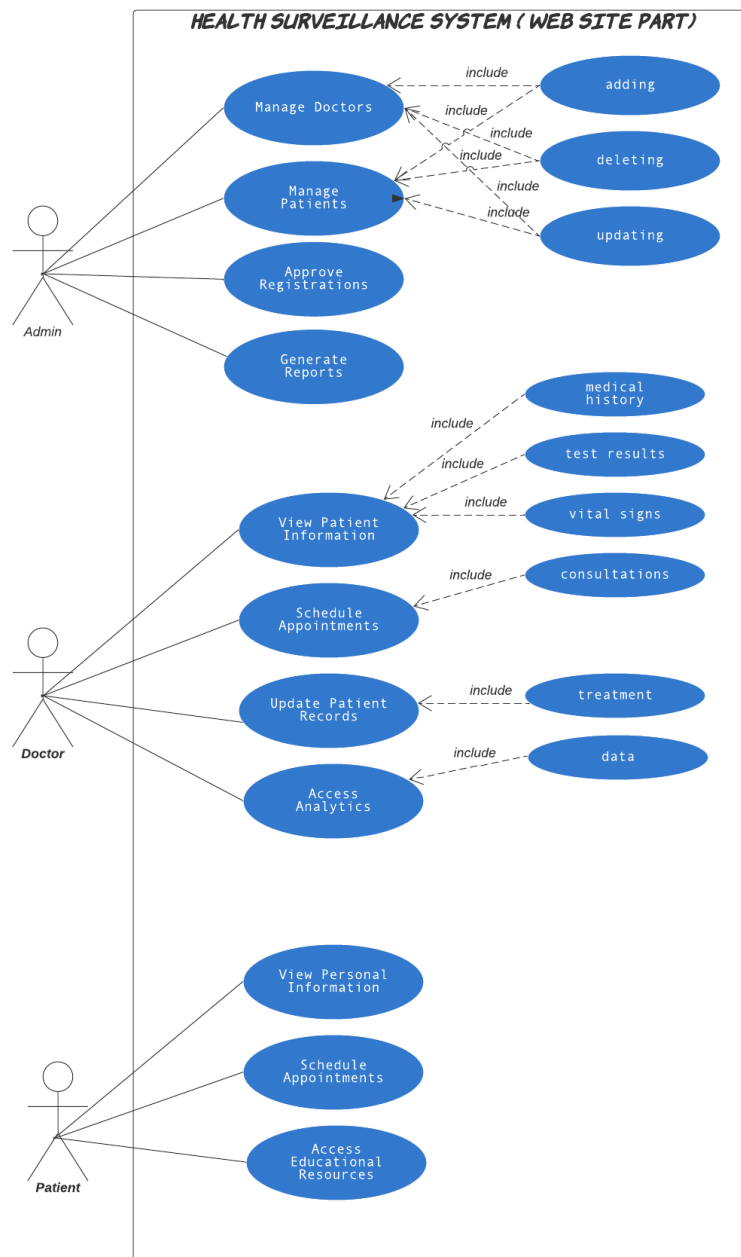 HEALTH SURVEILLANCE SYSTEM ( WEB SITE PART)
include
adding
Manage Doctors
include
include
deleting
include
Manage
Patients
include
include
updating
Approve
Registrations
Admin
Generate
Reports
medical
history
include
test results
include
include
vital signs
View Patient
Information
include
consultations
Schedule
Appointments
include
treatment
Update Patient
Records
Doctor
include
data
Access
Analytics
View Personal
Information
Schedule
Appointments
Access
Educational
Resources
Patient